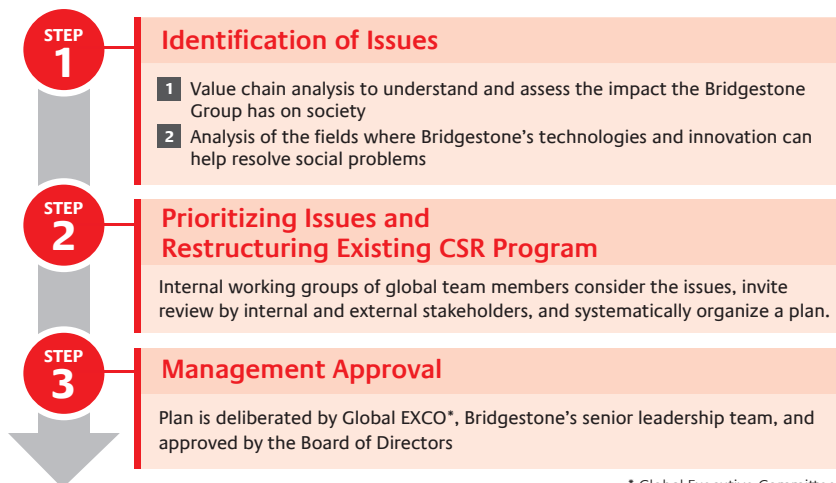 STEP
1
Identification of Issues
1 Value chain analysis to understand and assess the impact the Bridgestone
Group has on society
2 Analysis of the fields where Bridgestone’s technologies and innovation can
help resolve social problems
STEP
2
Prioritizing Issues and
Restructuring Existing CSR Program
Internal working groups of global team members consider the issues, invite
review by internal and external stakeholders, and systematically organize a plan.
STEP
3
Management Approval
Plan is deliberated by Global EXCO*, Bridgestone’s senior leadership team, and
approved by the Board of Directors
* Global Executive Committee